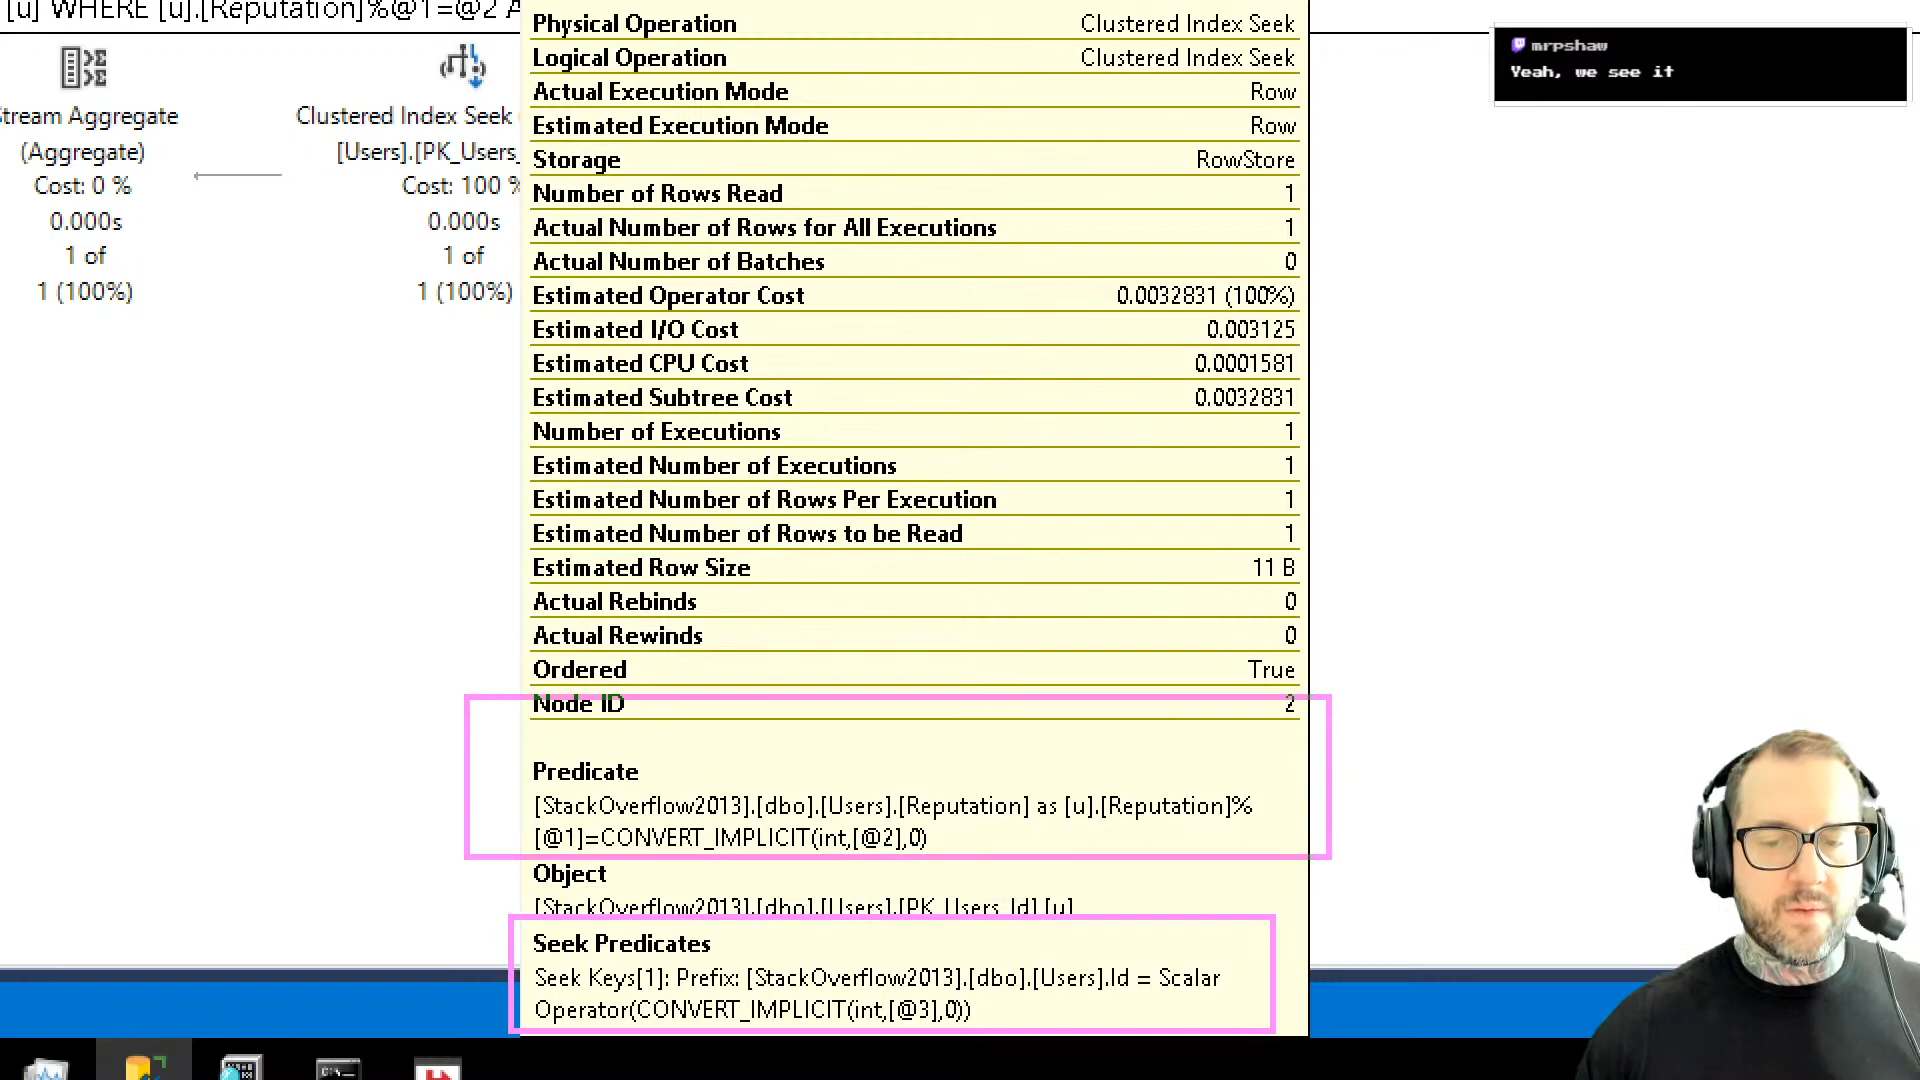 [u] WHERE [u].[Reputation]%@1=@2 A
Stream Aggregate
(Aggregate)
Cost: 0 %
0.000s
1 of
1 (100%)
Clustered Index Seek
[Users].[PK_Users_
Cost: 100 %
0.000s
1 of
1 (100%)
Physical Operation Clustered Index Seek
Logical Operation Clustered Index Seek
Actual Execution Mode Row
Estimated Execution Mode Row
Storage RowStore
Number of Rows Read 1
Actual Number of Rows for All Executions 1
Actual Number of Batches 0
Estimated Operator Cost 0.0032831 (100%)
Estimated I/O Cost 0.003125
Estimated CPU Cost 0.0001581
Estimated Subtree Cost 0.0032831
Number of Executions 1
Estimated Number of Executions 1
Estimated Number of Rows Per Execution 1
Estimated Number of Rows to be Read 1
Estimated Row Size 11 B
Actual Rebinds 0
Actual Rewinds 0
Ordered True
Node ID 2
Predicate
[StackOverflow2013].[dbo].[Users].[Reputation] as [u].[Reputation]%
[@1]=CONVERT_IMPLICIT(int,[@2],0)
Object
[StackOverflow2013].[dbo].[Users].[PK_Users_Id] [u]
Seek Predicates
Seek Keys[1]: Prefix: [StackOverflow2013].[dbo].[Users].Id = Scalar
Operator(CONVERT_IMPLICIT(int,[@3],0))
mrpshaw
Yeah, we see it